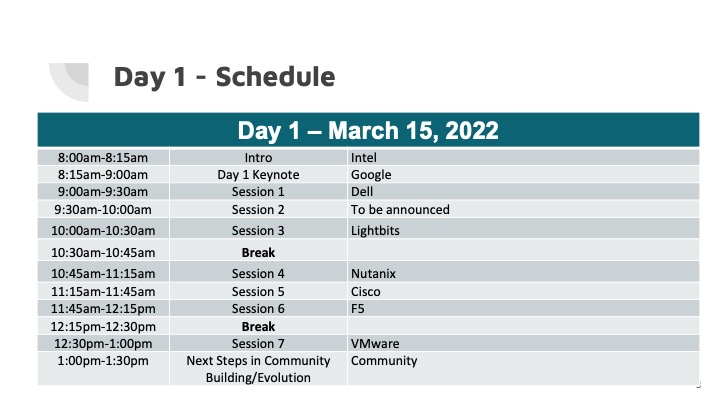 Day 1 - Schedule
Day 1 – March 15, 2022
8:00am-8:15am Intro Intel
8:15am-9:00am Day 1 Keynote Google
9:00am-9:30am Session 1 Dell
9:30am-10:00am Session 2 To be announced
10:00am-10:30am Session 3 Lightbits
10:30am-10:45am Break
10:45am-11:15am Session 4 Nutanix
11:15am-11:45am Session 5 Cisco
11:45am-12:15pm Session 6 F5
12:15pm-12:30pm Break
12:30pm-1:00pm Session 7 VMware
1:00pm-1:30pm Next Steps in Community Community
Building/Evolution